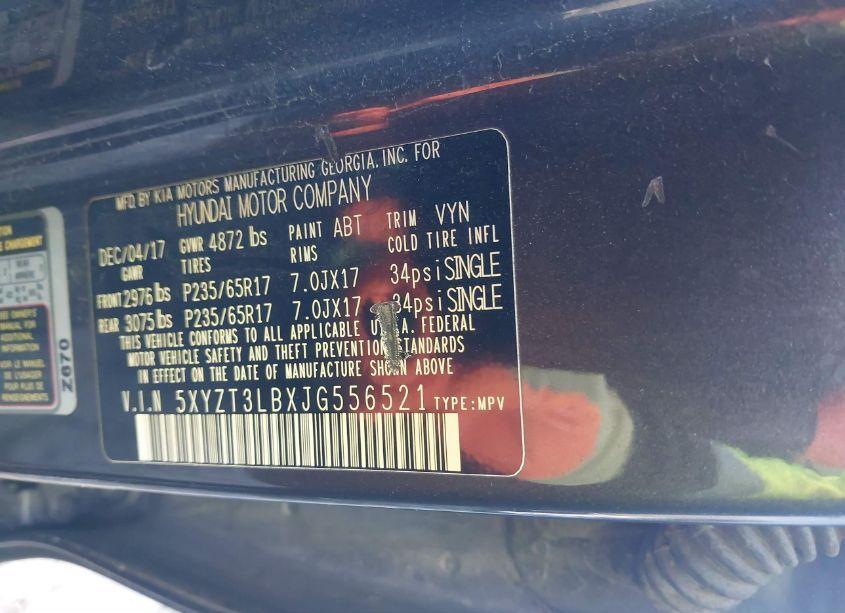 MFD. BY KIA MOTORS MANUFACTURING GEORGIA, INC. FOR
HYUNDAI MOTOR COMPANY
DEC/04/17 GVWR 4872 lbs PAINT ABT TRIM VYN
GAWR TIRES RIMS COLD TIRE INFL
FRONT 2976 lbs P235/65R17 7.0JX17 34psi SINGLE
REAR 3075 lbs P235/65R17 7.0JX17 34psi SINGLE
THIS VEHICLE CONFORMS TO ALL APPLICABLE U.S.A. FEDERAL
MOTOR VEHICLE SAFETY AND THEFT PREVENTION STANDARDS
IN EFFECT ON THE DATE OF MANUFACTURE SHOWN ABOVE
V.I.N 5XYZT3LBXJG556521 TYPE:MPV
Z670